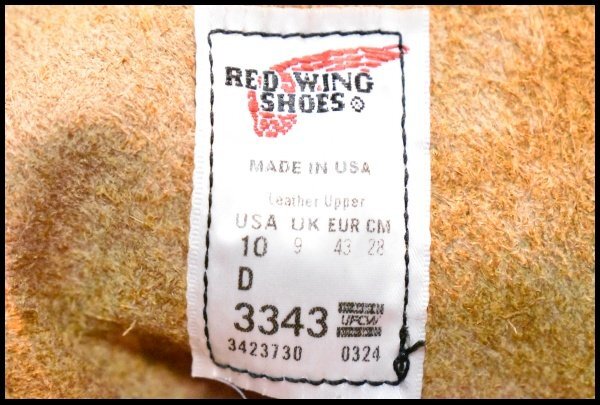 RED WING
SHOES ®
MADE IN USA
Leather Upper
USA UK EUR CM
10 9 43 28
D
3343 UFCW
3423730 0324